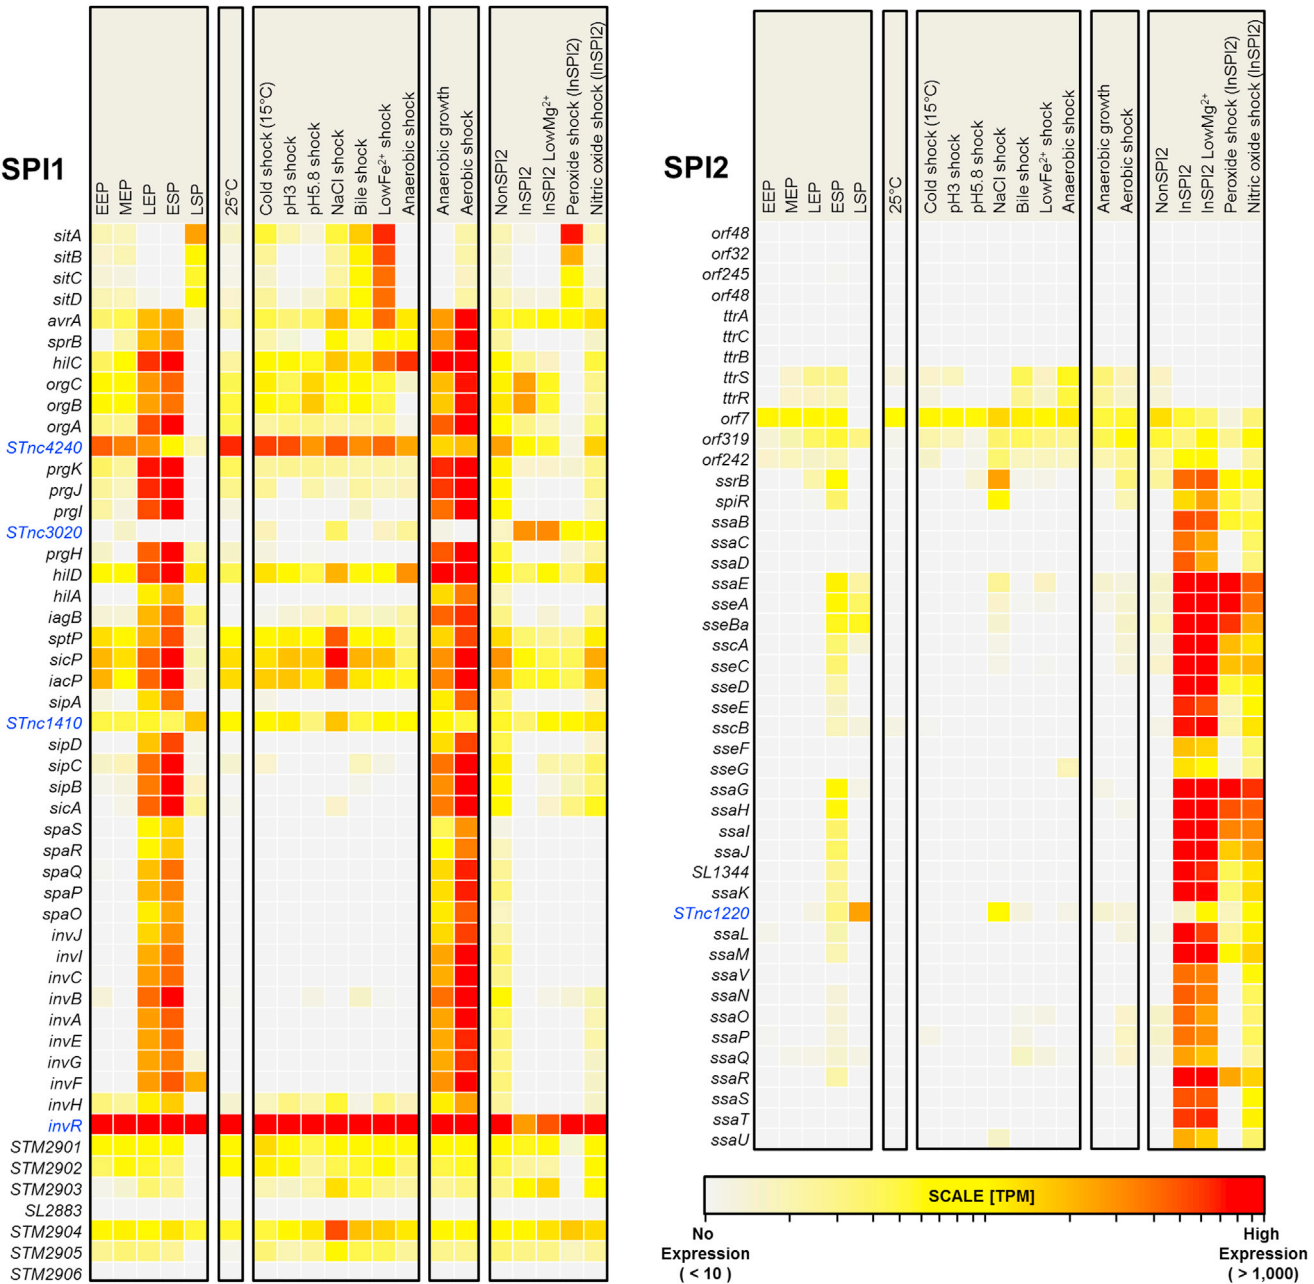 SPI1
EEP
MEP
LEP
ESP
LSP
25°C
Cold shock (15°C)
pH3 shock
pH5.8 shock
NaCl shock
Bile shock
LowFe2+ shock
Anaerobic shock
Anaerobic growth
Aerobic shock
NonSPI2
InSPI2
InSPI2 LowMg2+
Peroxide shock (InSPI2)
Nitric oxide shock (InSPI2)
sitA
sitB
sitC
sitD
avrA
sprB
hilC
orgC
orgB
orgA
STnc4240
prgK
prgJ
prgI
STnc3020
prgH
hilD
hilA
iagB
sptP
sicP
iacP
sipA
STnc1410
sipD
sipC
sipB
sicA
spaS
spaR
spaQ
spaP
spaO
invJ
invI
invC
invB
invA
invE
invG
invF
invH
invR
STM2901
STM2902
STM2903
SL2883
STM2904
STM2905
STM2906
SPI2
EEP
MEP
LEP
ESP
LSP
25°C
Cold shock (15°C)
pH3 shock
pH5.8 shock
NaCl shock
Bile shock
LowFe2+ shock
Anaerobic shock
Anaerobic growth
Aerobic shock
NonSPI2
InSPI2
InSPI2 LowMg2+
Peroxide shock (InSPI2)
Nitric oxide shock (InSPI2)
orf48
orf32
orf245
orf48
ttrA
ttrC
ttrB
ttrS
ttrR
orf7
orf319
orf242
ssrB
spiR
ssaB
ssaC
ssaD
ssaE
sseA
sseBa
sscA
sseC
sseD
sseE
sscB
sseF
sseG
ssaG
ssaH
ssaI
ssaJ
SL1344
ssaK
STnc1220
ssaL
ssaM
ssaV
ssaN
ssaO
ssaP
ssaQ
ssaR
ssaS
ssaT
ssaU
SCALE [TPM]
No
Expression
( < 10 )
High
Expression
( > 1,000)